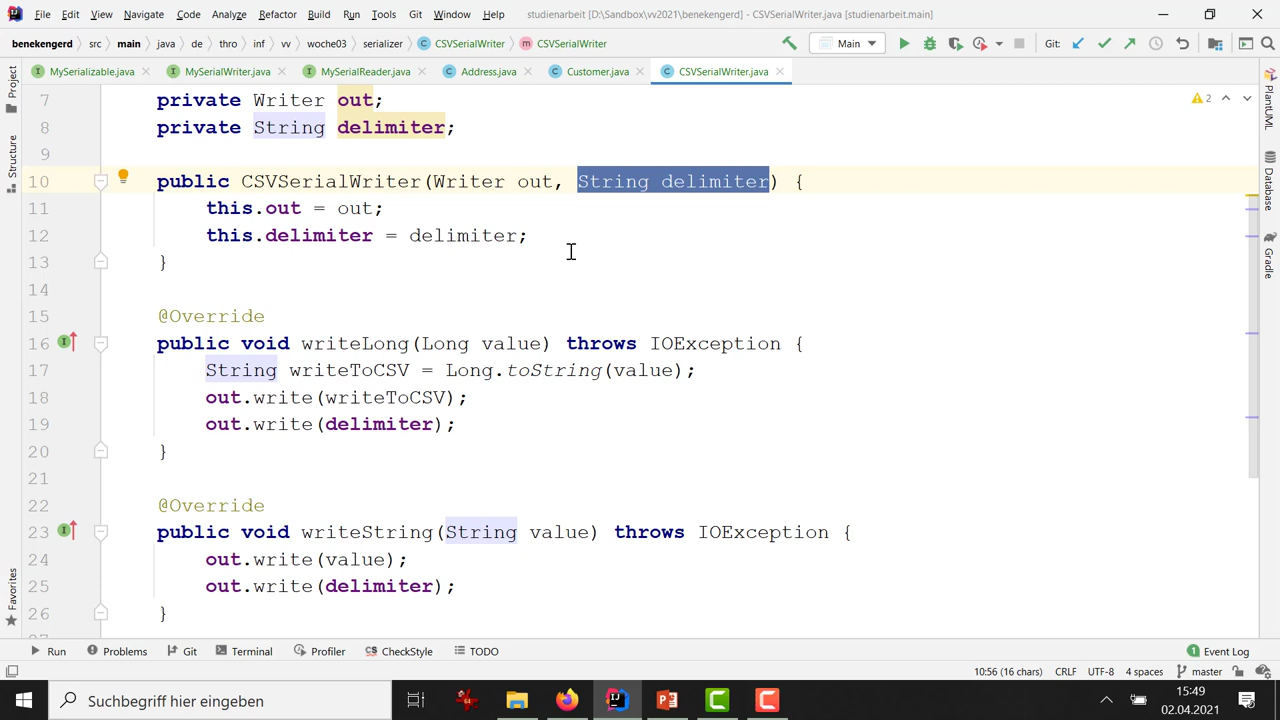 File Edit View Navigate Code Analyze Refactor Build Run Tools Git Window Help studienarbeit [D:\Sandbox\vv2021\benekengerd] - CSVSerialWriter.java [studienarbeit.main]
benekengerd src main java de thro inf vv woche03 serializer CSVSerialWriter CSVSerialWriter Main Git:
MySerializable.java MySerialWriter.java MySerialReader.java Address.java Customer.java CSVSerialWriter.java
Project
Structure
Favorites
PlantUML
Database
Gradle
2
7 private Writer out;
8 private String delimiter;
9
10 public CSVSerialWriter(Writer out, String delimiter) {
11 this.out = out;
12 this.delimiter = delimiter;
13 }
14
15 @Override
16 public void writeLong(Long value) throws IOException {
17 String writeToCSV = Long.toString(value);
18 out.write(writeToCSV);
19 out.write(delimiter);
20 }
21
22 @Override
23 public void writeString(String value) throws IOException {
24 out.write(value);
25 out.write(delimiter);
26 }
Run Problems Git Terminal Profiler CheckStyle TODO 1 Event Log
10:56 (16 chars) CRLF UTF-8 4 spaces master
Suchbegriff hier eingeben
15:49
02.04.2021